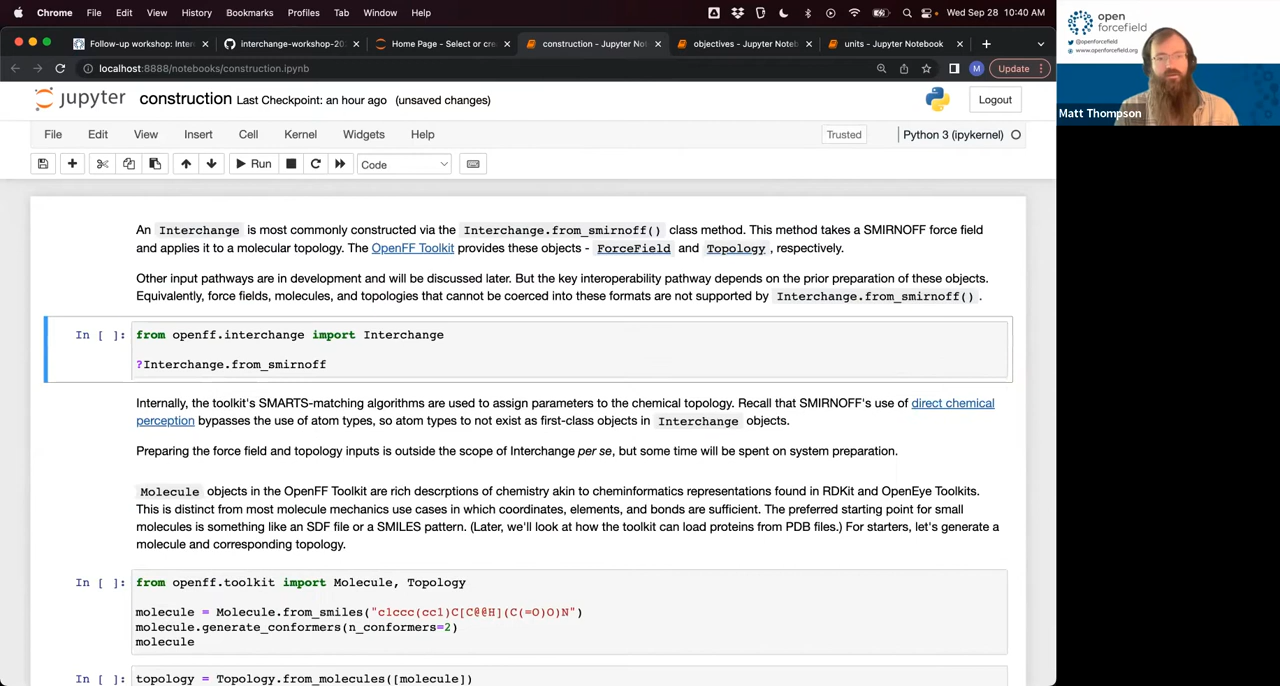 Chrome File Edit View History Bookmarks Profiles Tab Window Help Wed Sep 28 10:40 AM
Follow-up workshop: Inter interchange-workshop-202 Home Page - Select or cre construction - Jupyter Not objectives - Jupyter Noteb units - Jupyter Notebook
localhost:8888/notebooks/construction.ipynb M Update
open
forcefield
@openforcefield
www.openforcefield.org
Matt Thompson
jupyter construction Last Checkpoint: an hour ago (unsaved changes) Logout
File Edit View Insert Cell Kernel Widgets Help Trusted Python 3 (ipykernel)
Run Code
An Interchange is most commonly constructed via the Interchange.from_smirnoff() class method. This method takes a SMIRNOFF force field
and applies it to a molecular topology. The OpenFF Toolkit provides these objects - ForceField and Topology , respectively.
Other input pathways are in development and will be discussed later. But the key interoperability pathway depends on the prior preparation of these objects.
Equivalently, force fields, molecules, and topologies that cannot be coerced into these formats are not supported by Interchange.from_smirnoff() .
In [ ]: from openff.interchange import Interchange
?Interchange.from_smirnoff
Internally, the toolkit's SMARTS-matching algorithms are used to assign parameters to the chemical topology. Recall that SMIRNOFF's use of direct chemical
perception bypasses the use of atom types, so atom types to not exist as first-class objects in Interchange objects.
Preparing the force field and topology inputs is outside the scope of Interchange per se, but some time will be spent on system preparation.
Molecule objects in the OpenFF Toolkit are rich descrptions of chemistry akin to cheminformatics representations found in RDKit and OpenEye Toolkits.
This is distinct from most molecule mechanics use cases in which coordinates, elements, and bonds are sufficient. The preferred starting point for small
molecules is something like an SDF file or a SMILES pattern. (Later, we'll look at how the toolkit can load proteins from PDB files.) For starters, let's generate a
molecule and corresponding topology.
In [ ]: from openff.toolkit import Molecule, Topology
molecule = Molecule.from_smiles("c1ccc(cc1)C[C@@H](C(=O)O)N")
molecule.generate_conformers(n_conformers=2)
molecule
In [ ]: topology = Topology.from_molecules([molecule])